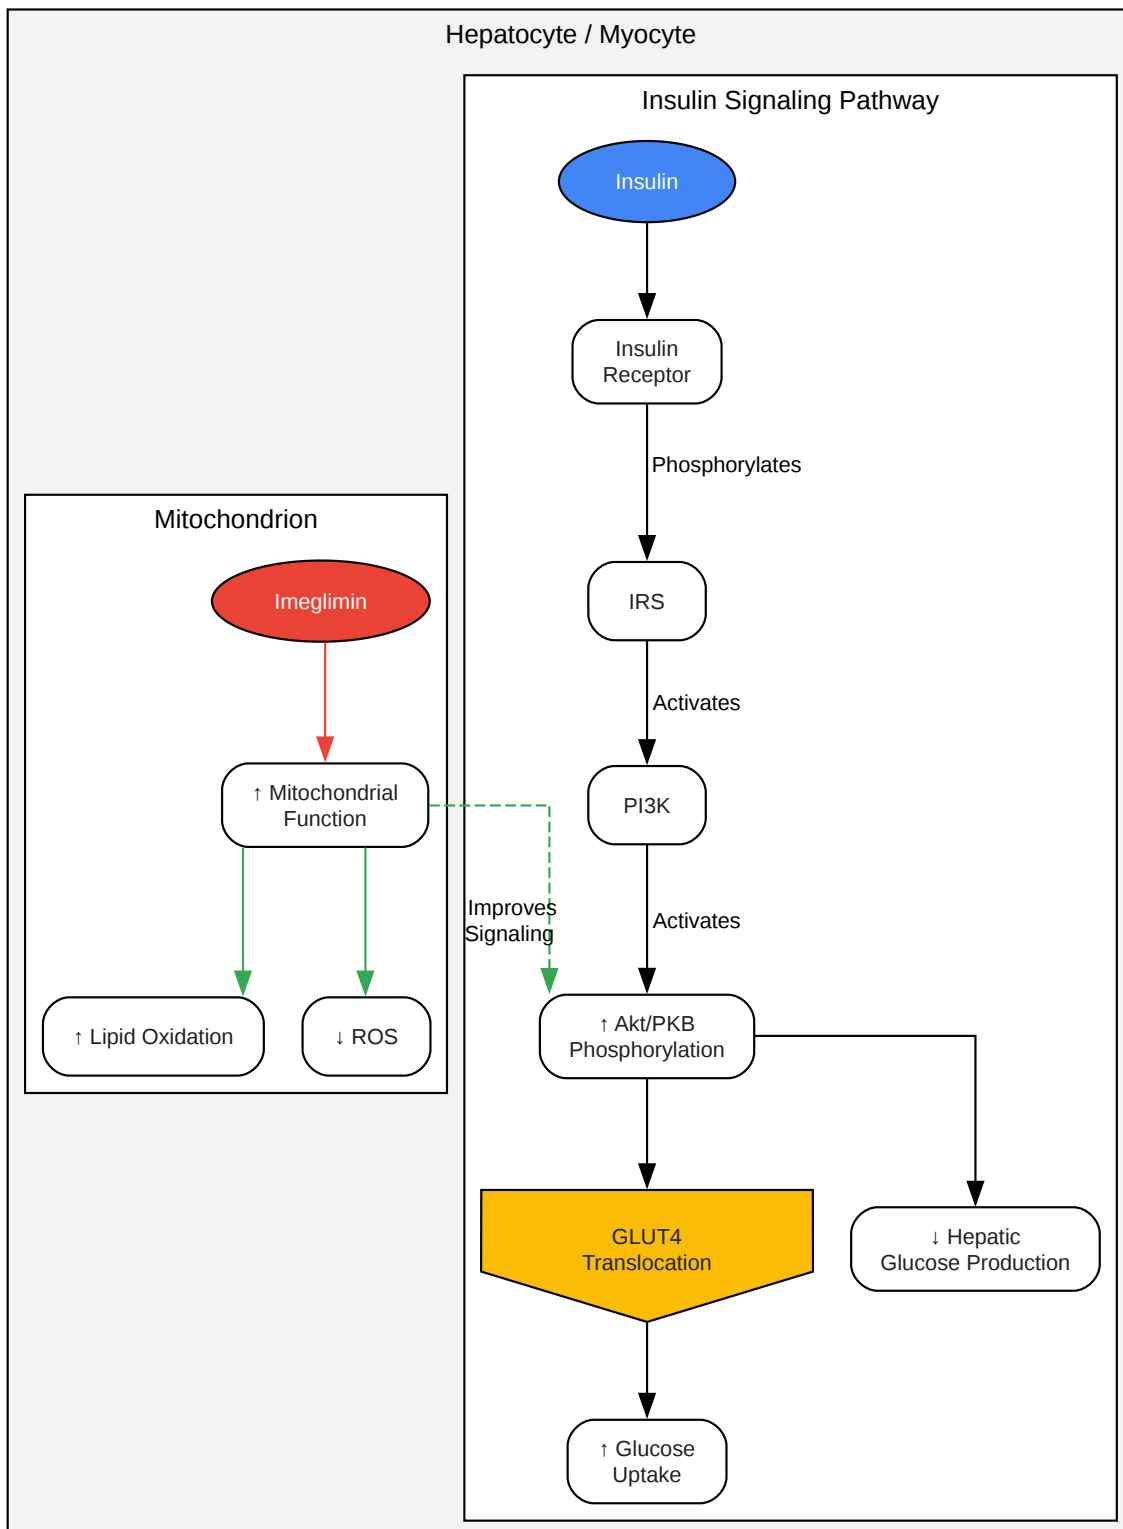 Hepatocyte / Myocyte
Insulin Signaling Pathway
Insulin
Insulin
Receptor
Phosphorylates
Mitochondrion
Imeglimin
IRS
Activates
↑ Mitochondrial
Function
PI3K
Improves
Signaling
Activates
↑ Lipid Oxidation
↓ ROS
↑ Akt/PKB
Phosphorylation
GLUT4
Translocation
↓ Hepatic
Glucose Production
↑ Glucose
Uptake